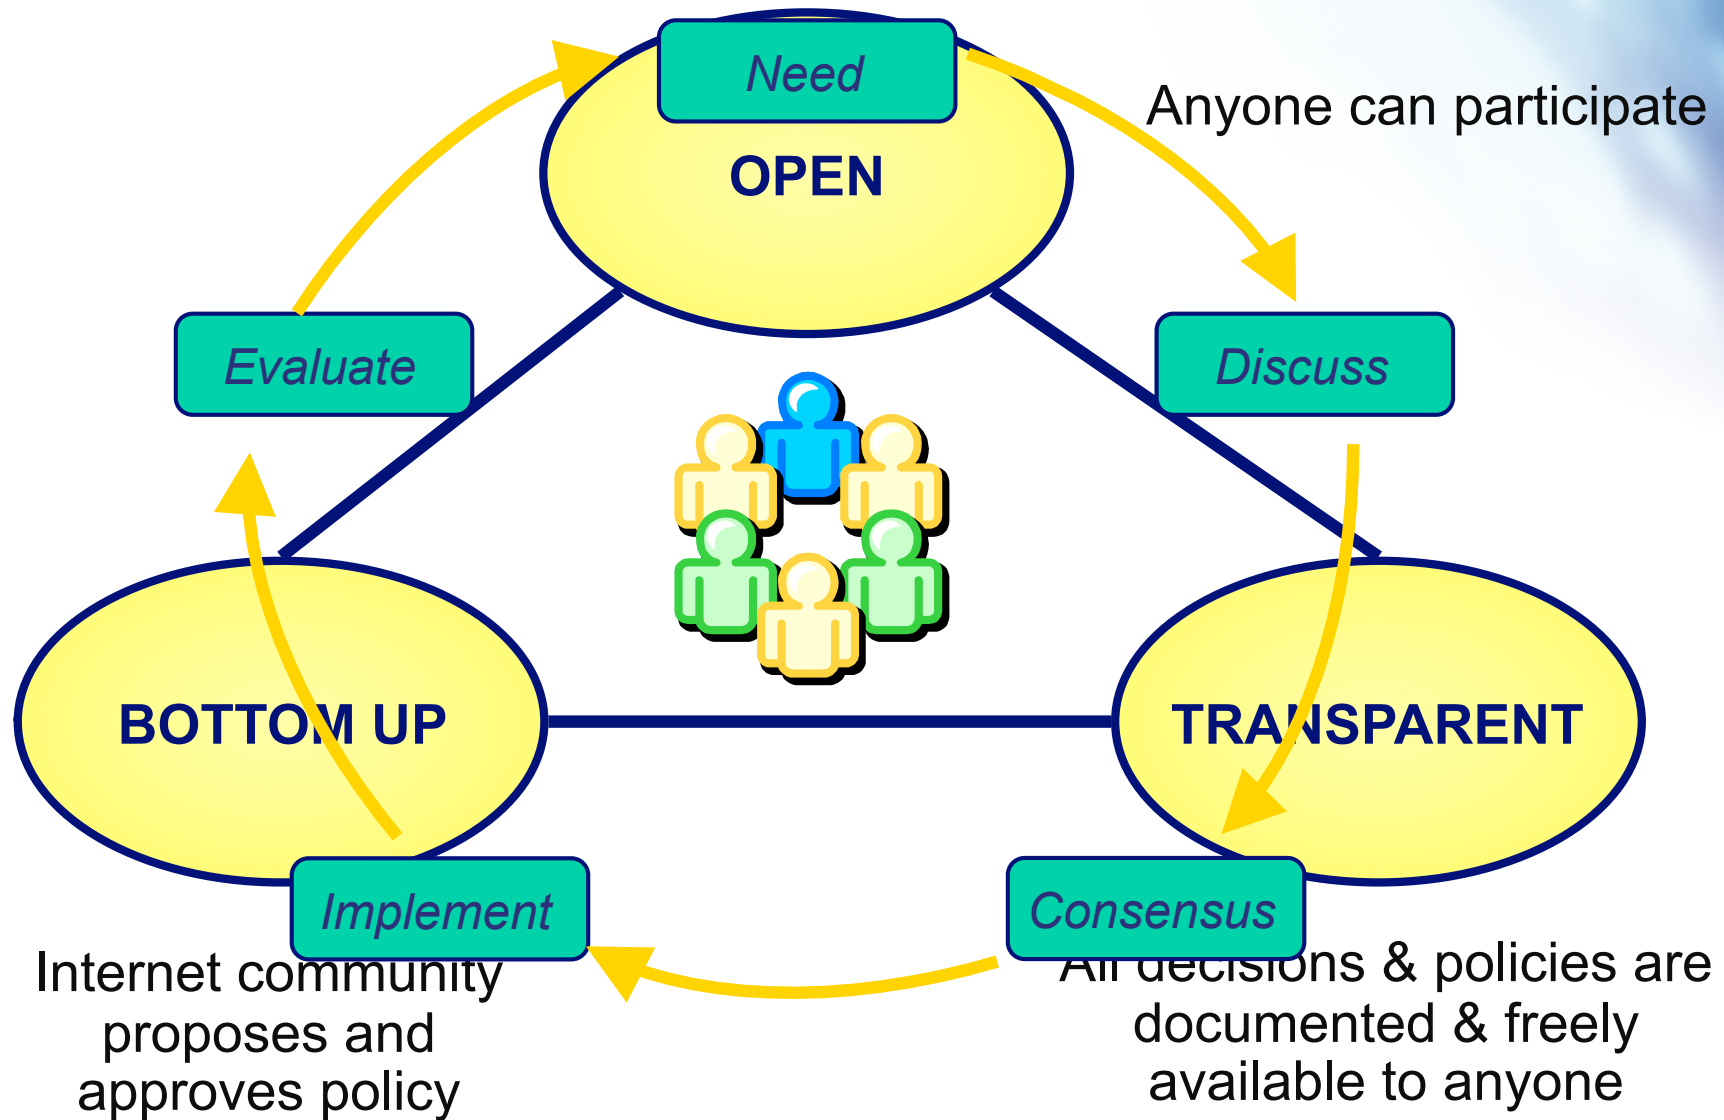 Need
Anyone can participate
OPEN
Evaluate
Discuss
BOTTOM UP
TRANSPARENT
Implement
Consensus
Internet community
proposes and
approves policy
All decisions & policies are
documented & freely
available to anyone